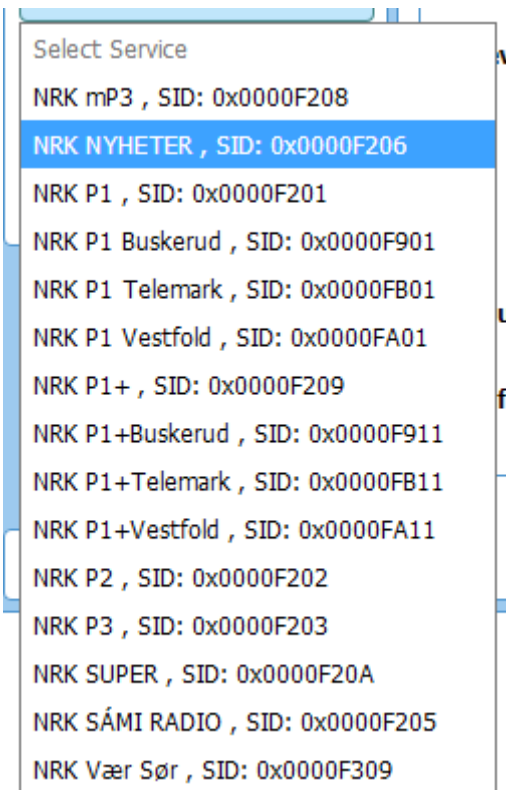 Select Service
NRK mP3 , SID: 0x0000F208
NRK NYHETER , SID: 0x0000F206
NRK P1 , SID: 0x0000F201
NRK P1 Buskerud , SID: 0x0000F901
NRK P1 Telemark , SID: 0x0000FB01
NRK P1 Vestfold , SID: 0x0000FA01
NRK P1+ , SID: 0x0000F209
NRK P1+Buskerud , SID: 0x0000F911
NRK P1+Telemark , SID: 0x0000FB11
NRK P1+Vestfold , SID: 0x0000FA11
NRK P2 , SID: 0x0000F202
NRK P3 , SID: 0x0000F203
NRK SUPER , SID: 0x0000F20A
NRK SÁMI RADIO , SID: 0x0000F205
NRK Vær Sør , SID: 0x0000F309